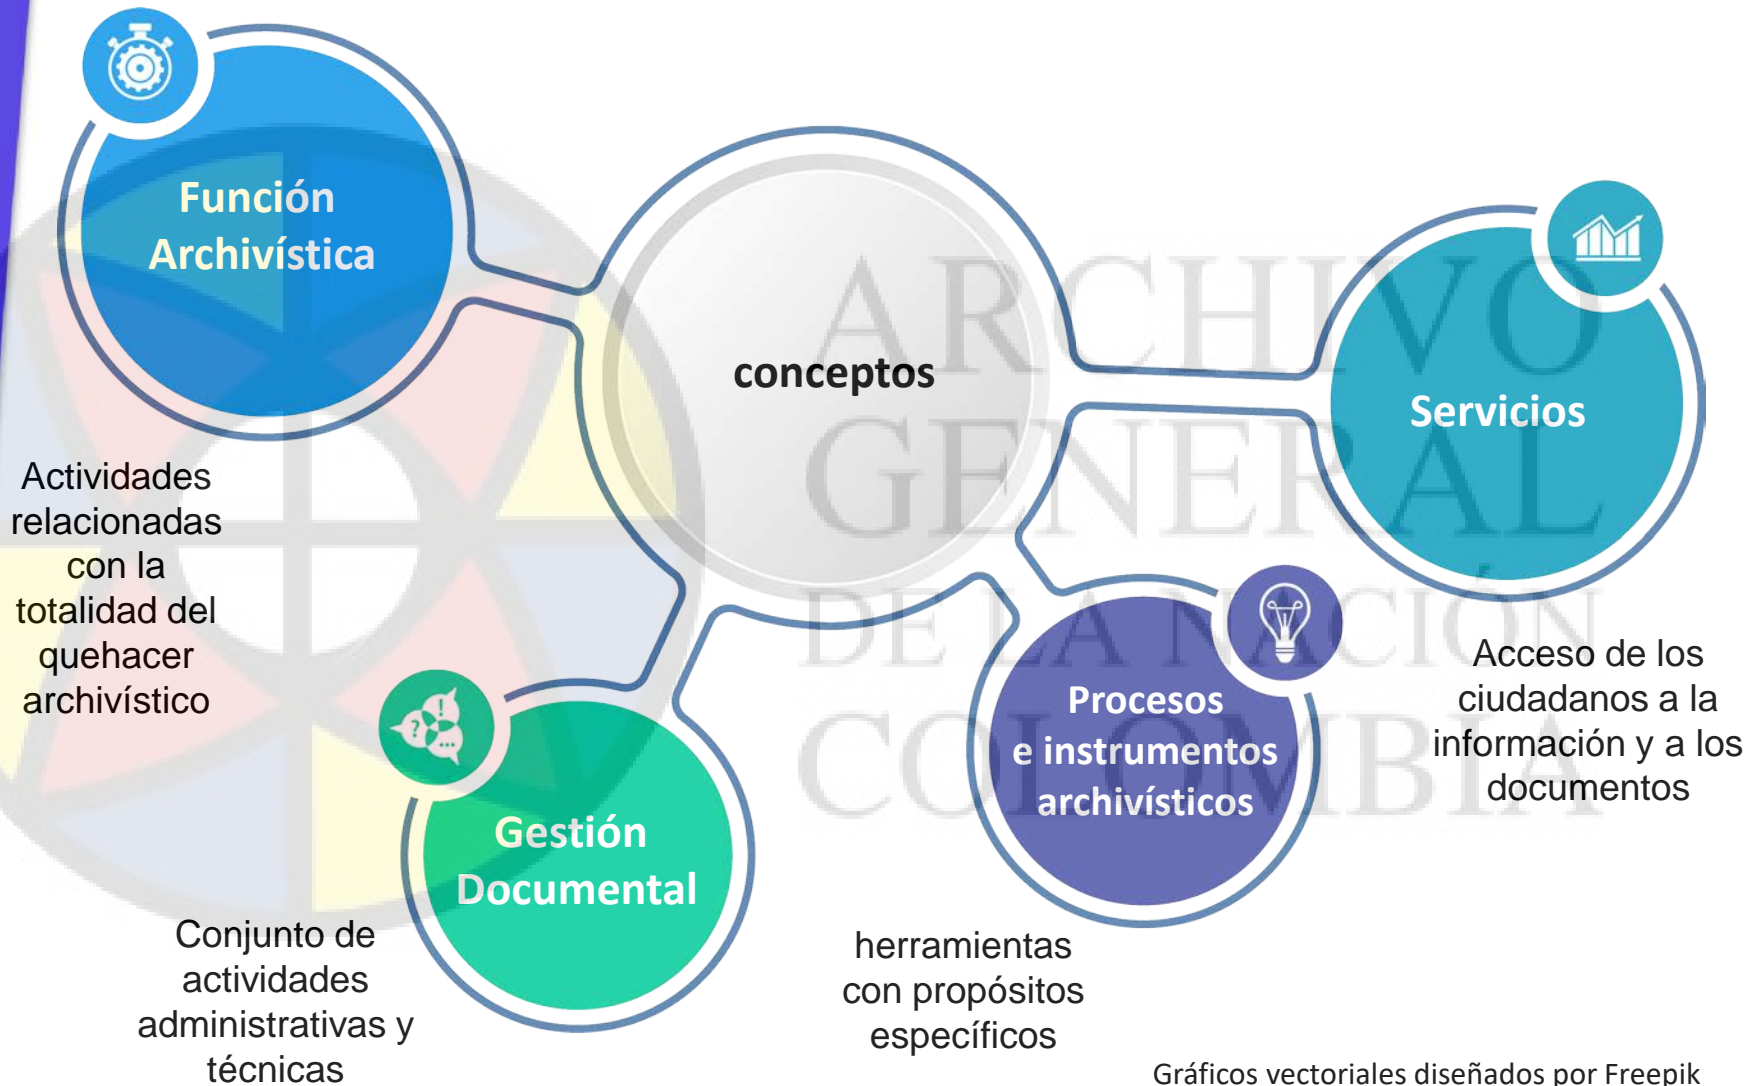 Función
Archivística
Actividades
relacionadas
con la
totalidad del
quehacer
archivístico
conceptos
Servicios
Acceso de los
ciudadanos a la
información y a los
documentos
Gestión
Documental
Conjunto de
actividades
administrativas y
técnicas
Procesos
e instrumentos
archivísticos
herramientas
con propósitos
específicos
ARCHIVO
GENERAL
DE LA NACIÓN
COLOMBIA
? ! ...
Gráficos vectoriales diseñados por Freepik